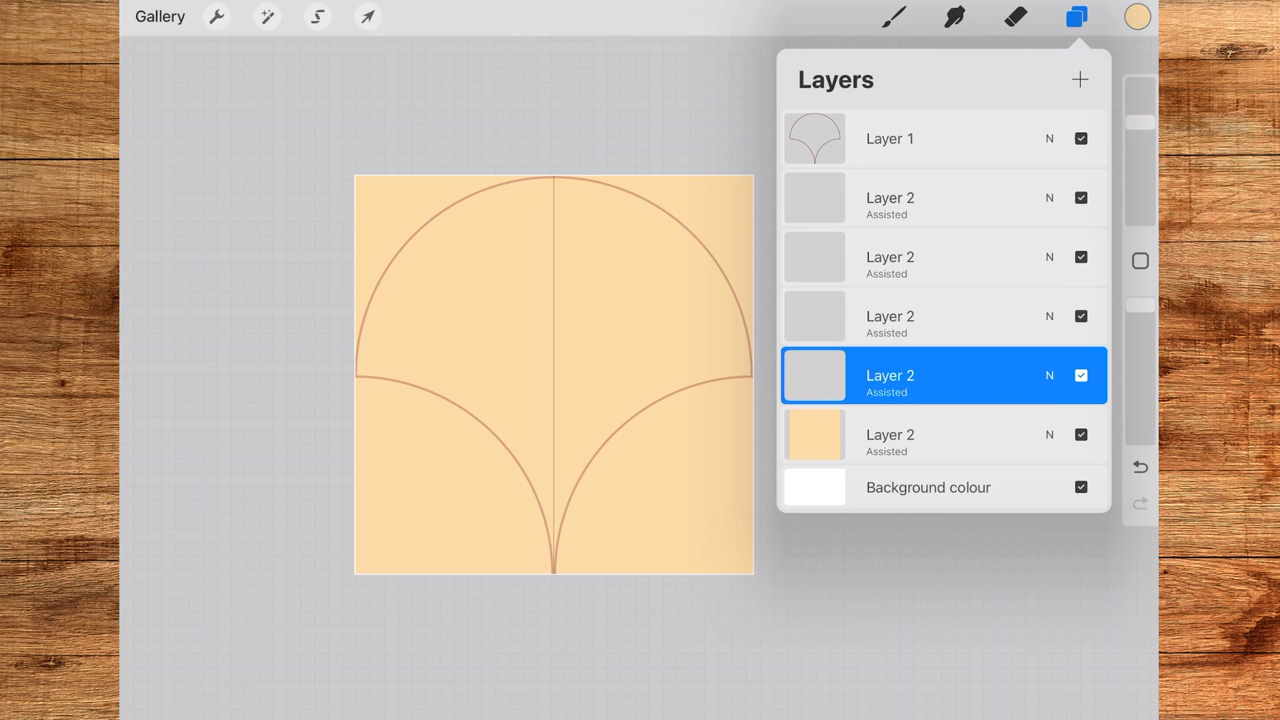 Gallery
Layers
Layer 1 N
Layer 2 N
Assisted
Layer 2 N
Assisted
Layer 2 N
Assisted
Layer 2 N
Assisted
Layer 2 N
Assisted
Background colour